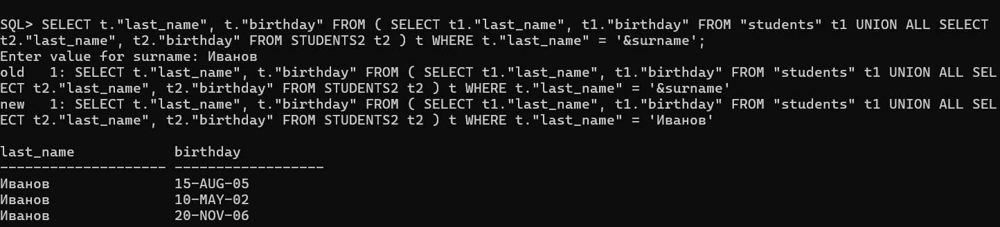 SQL> SELECT t."last_name", t."birthday" FROM ( SELECT t1."last_name", t1."birthday" FROM "students" t1 UNION ALL SELECT
t2."last_name", t2."birthday" FROM STUDENTS2 t2 ) t WHERE t."last_name" = '&surname';
Enter value for surname: Иванов
old   1: SELECT t."last_name", t."birthday" FROM ( SELECT t1."last_name", t1."birthday" FROM "students" t1 UNION ALL SEL
ECT t2."last_name", t2."birthday" FROM STUDENTS2 t2 ) t WHERE t."last_name" = '&surname'
new   1: SELECT t."last_name", t."birthday" FROM ( SELECT t1."last_name", t1."birthday" FROM "students" t1 UNION ALL SEL
ECT t2."last_name", t2."birthday" FROM STUDENTS2 t2 ) t WHERE t."last_name" = 'Иванов'
last_name            birthday
-------------------- ------------------
Иванов               15-AUG-05
Иванов               10-MAY-02
Иванов               20-NOV-06